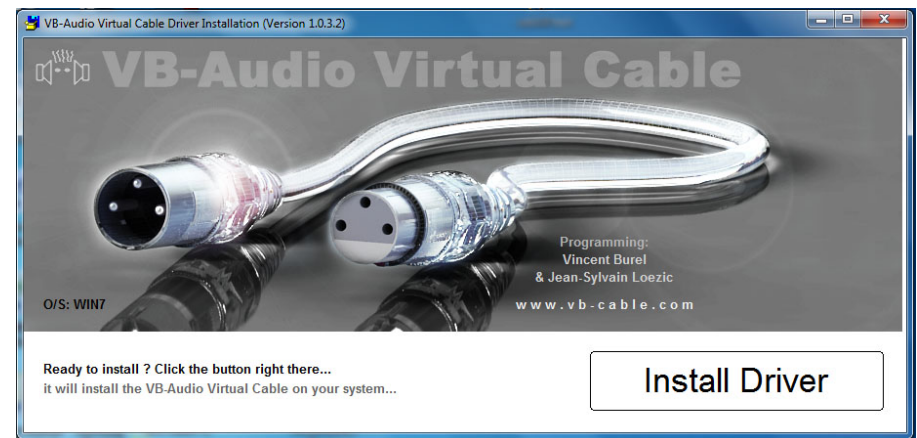 VB-Audio Virtual Cable Driver Installation (Version 1.0.3.2)
VB-Audio Virtual Cable
Programming:
Vincent Burel
& Jean-Sylvain Loezic
O/S: WIN7
www.vb-cable.com
Ready to install ? Click the button right there...
it will install the VB-Audio Virtual Cable on your system...
Install Driver